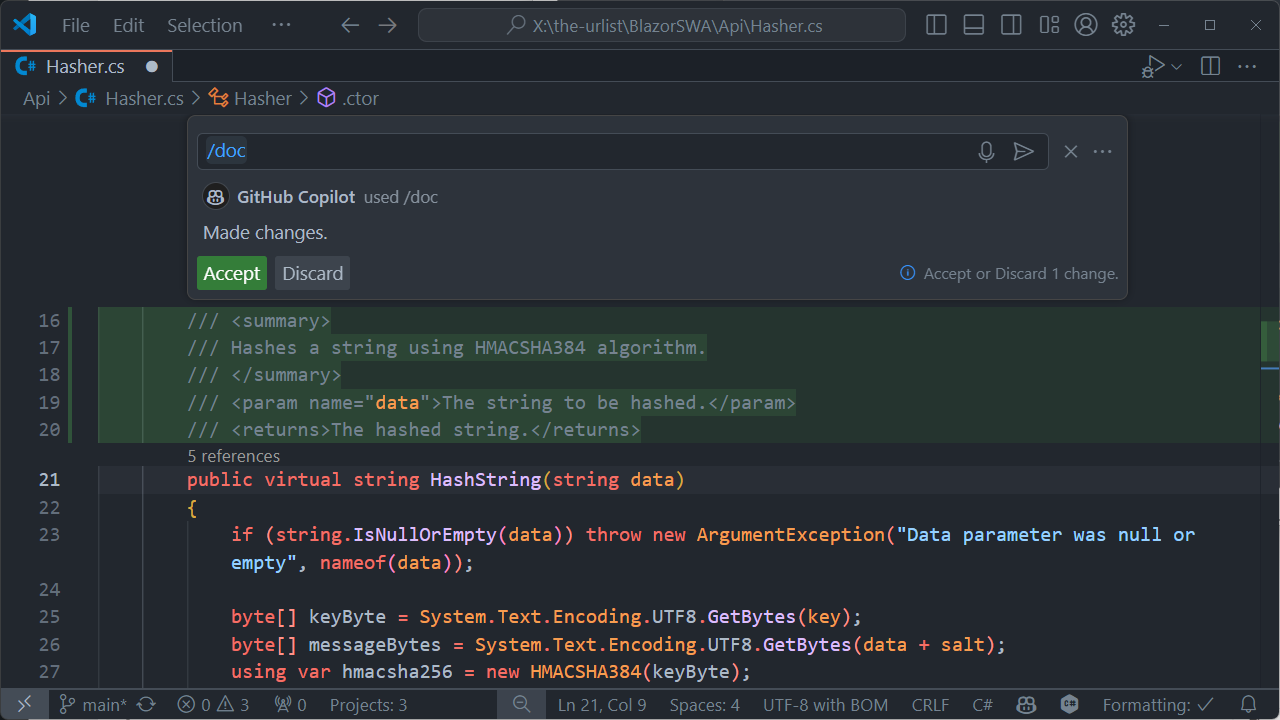 File Edit Selection ··· X:\the-urlist\BlazorSWA\Api\Hasher.cs
C# Hasher.cs ● ···
Api > C# Hasher.cs > Hasher > .ctor
/doc ···
GitHub Copilot used /doc
Made changes.
Accept Discard Accept or Discard 1 change.
16 /// <summary>
17 /// Hashes a string using HMACSHA384 algorithm.
18 /// </summary>
19 /// <param name="data">The string to be hashed.</param>
20 /// <returns>The hashed string.</returns>
5 references
21 public virtual string HashString(string data)
22 {
23 if (string.IsNullOrEmpty(data)) throw new ArgumentException("Data parameter was null or
empty", nameof(data));
24
25 byte[] keyByte = System.Text.Encoding.UTF8.GetBytes(key);
26 byte[] messageBytes = System.Text.Encoding.UTF8.GetBytes(data + salt);
27 using var hmacsha256 = new HMACSHA384(keyByte);
main* 0 3 0 Projects: 3 Ln 21, Col 9 Spaces: 4 UTF-8 with BOM CRLF C# Formatting: ✓